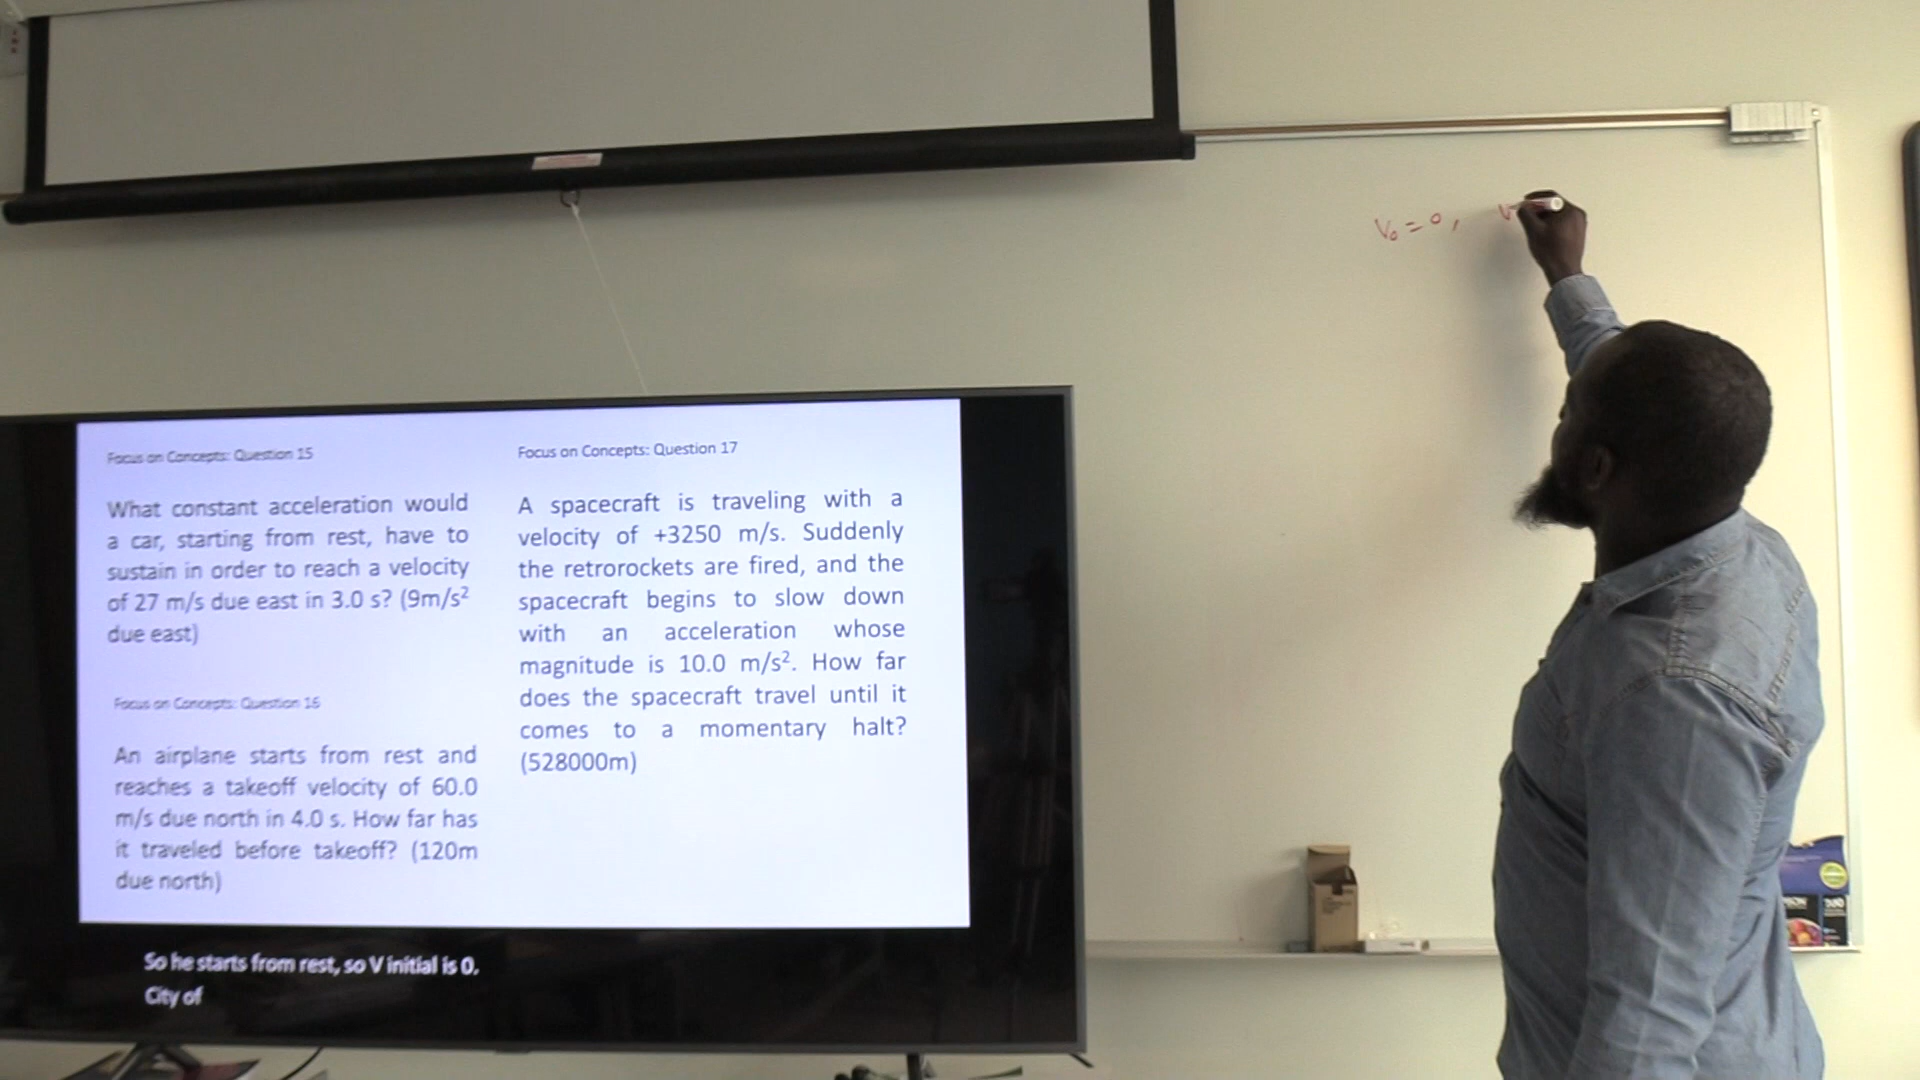 Focus on Concepts: Question 15
What constant acceleration would
a car, starting from rest, have to
sustain in order to reach a velocity
of 27 m/s due east in 3.0 s? (9m/s²
due east)
Focus on Concepts: Question 16
An airplane starts from rest and
reaches a takeoff velocity of 60.0
m/s due north in 4.0 s. How far has
it traveled before takeoff? (120m
due north)
Focus on Concepts: Question 17
A spacecraft is traveling with a
velocity of +3250 m/s. Suddenly
the retrorockets are fired, and the
spacecraft begins to slow down
with an acceleration whose
magnitude is 10.0 m/s². How far
does the spacecraft travel until it
comes to a momentary halt?
(528000m)
So he starts from rest, so V initial is 0.
City of
V₀ = 0, V